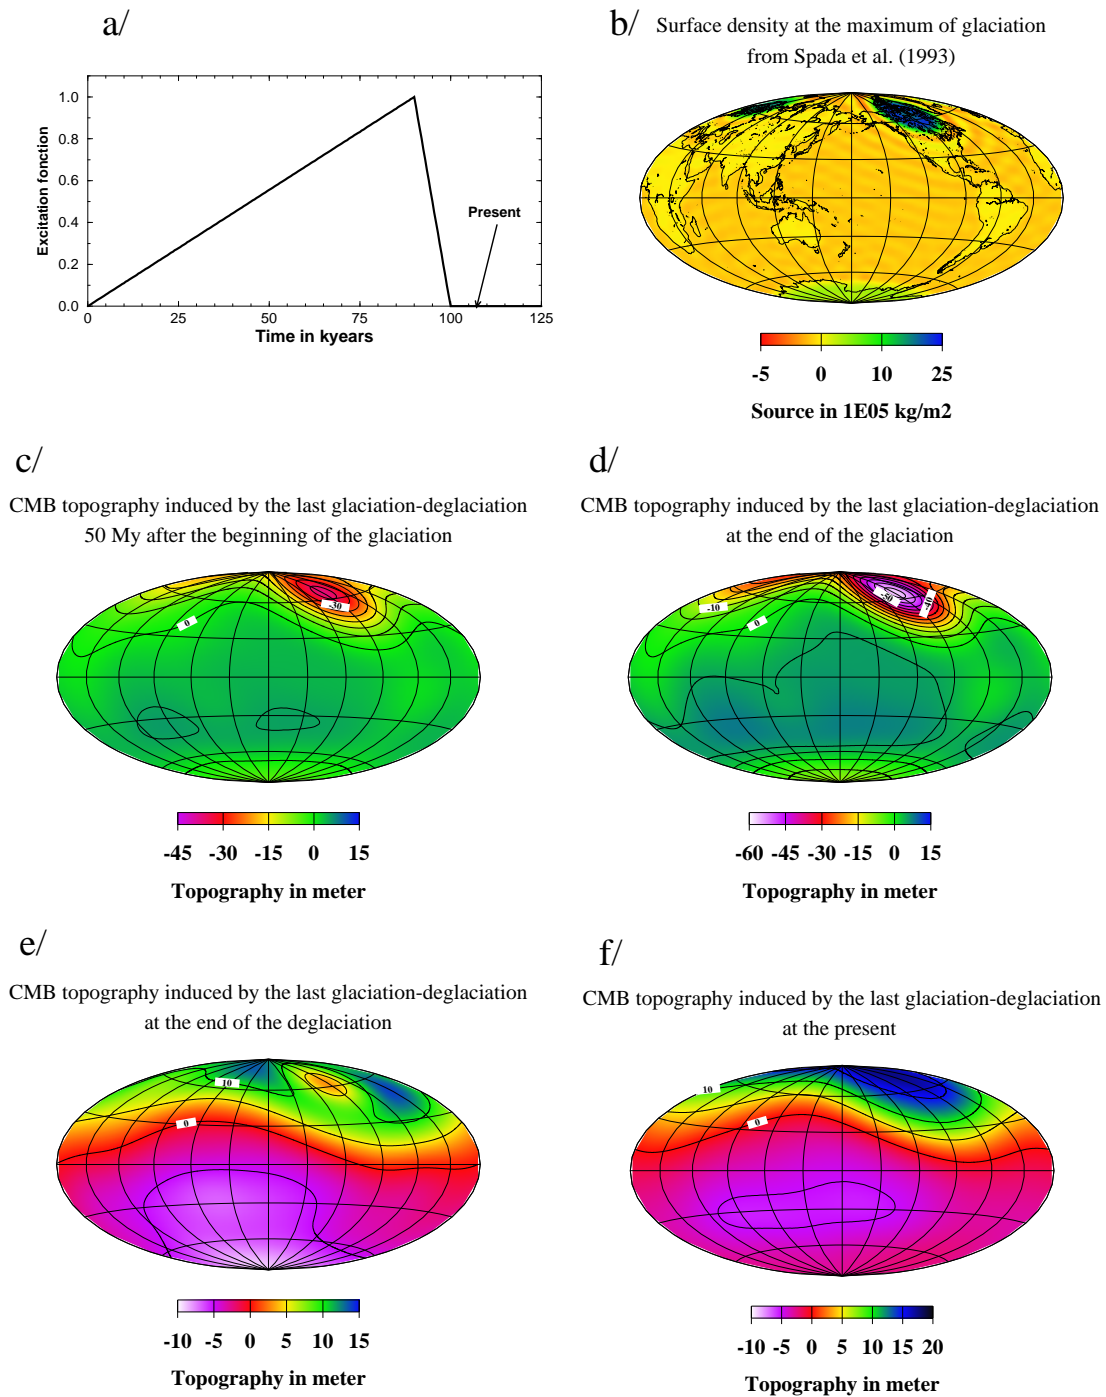 a/
1.0
0.8
0.6
0.4
0.2
0.0
Excitation fonction
Present
0 25 50 75 100 125
Time in kyears
b/ Surface density at the maximum of glaciation
from Spada et al. (1993)
-5 0 10 25
Source in 1E05 kg/m2
c/
CMB topography induced by the last glaciation-deglaciation
50 My after the beginning of the glaciation
-30
0
-45 -30 -15 0 15
Topography in meter
d/
CMB topography induced by the last glaciation-deglaciation
at the end of the glaciation
-50
-40
-10
0
-60 -45 -30 -15 0 15
Topography in meter
e/
CMB topography induced by the last glaciation-deglaciation
at the end of the deglaciation
10
0
-10 -5 0 5 10 15
Topography in meter
f/
CMB topography induced by the last glaciation-deglaciation
at the present
10
0
-10 -5 0 5 10 15 20
Topography in meter